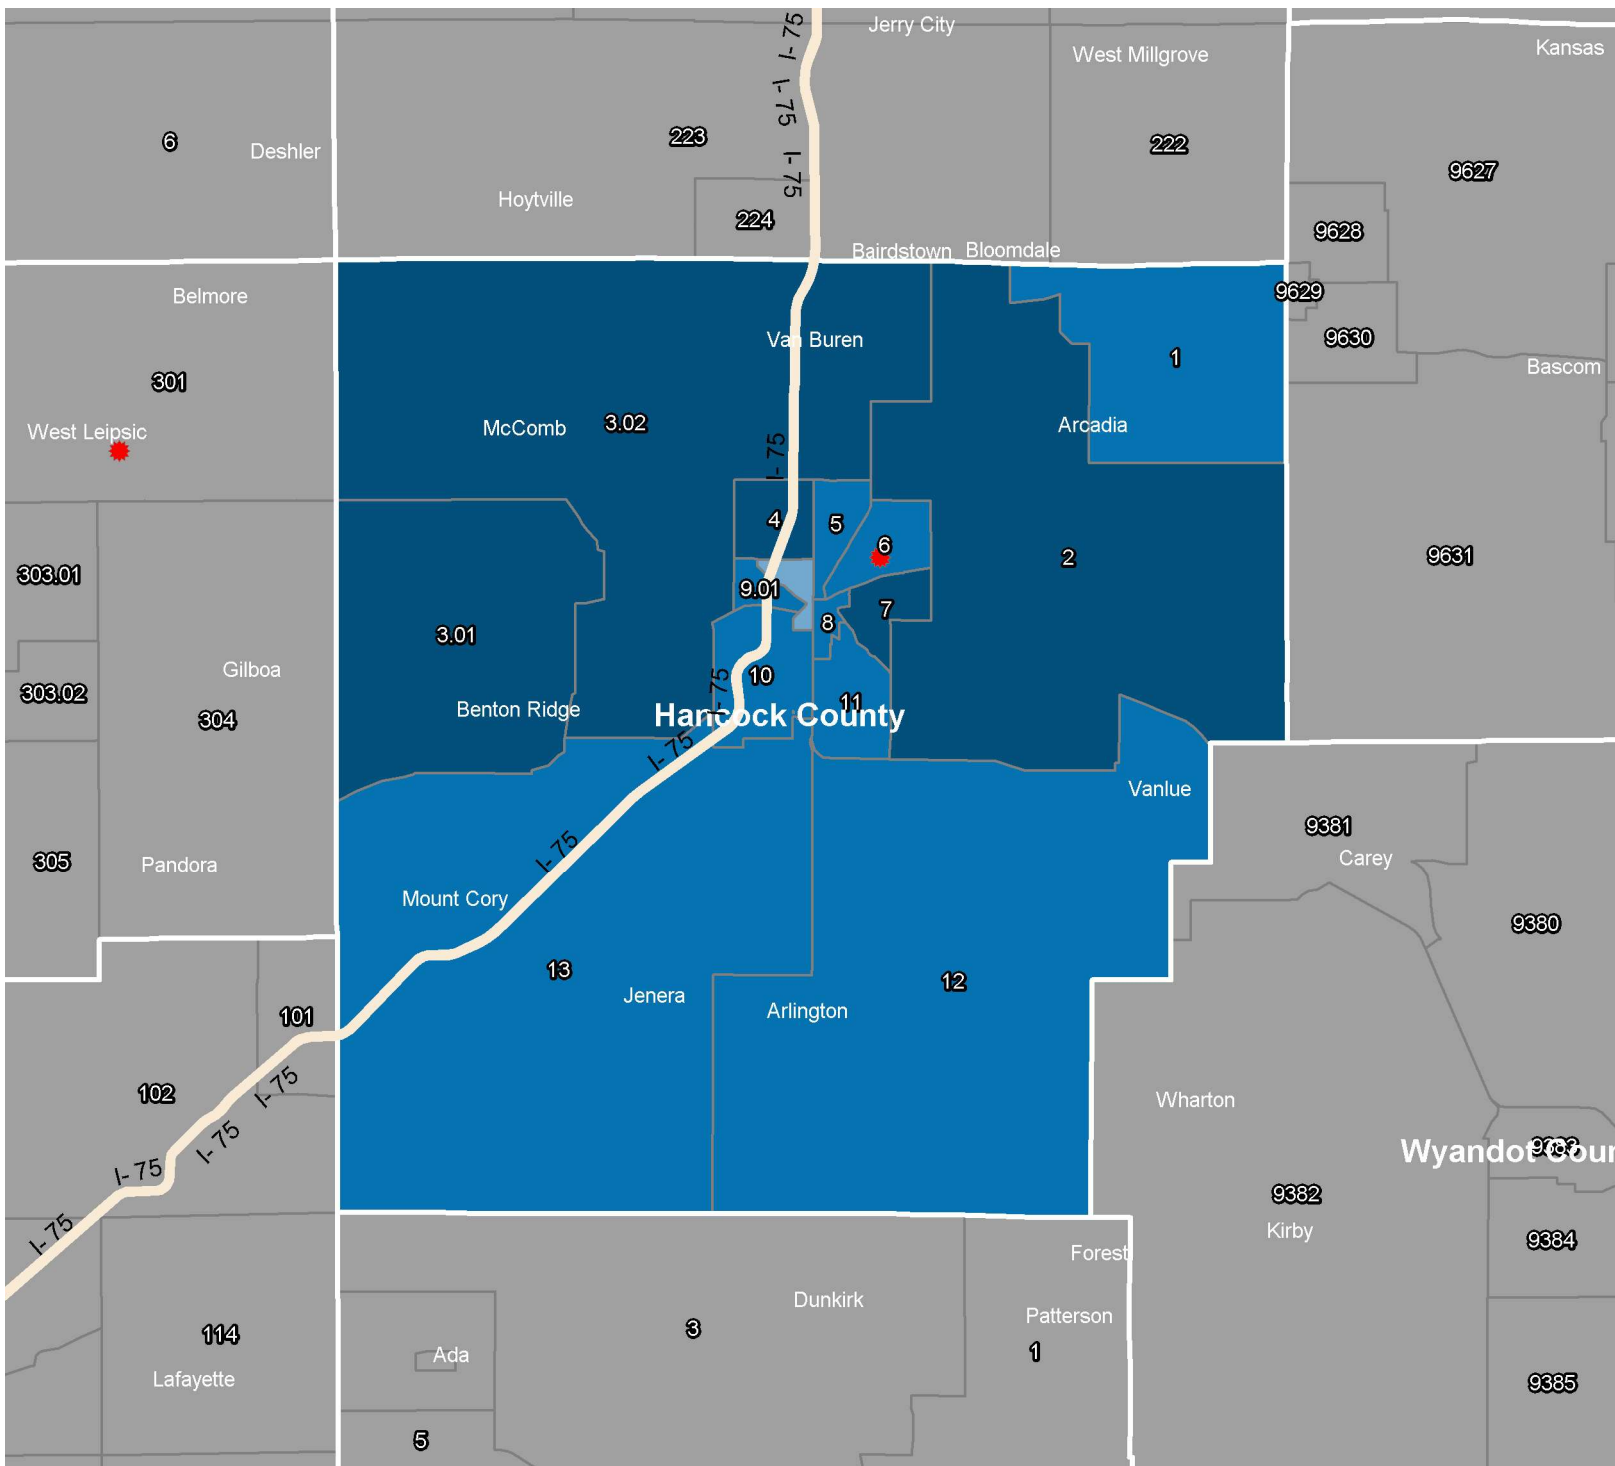 I- 75
Jerry City
Kansas
West Millgrove
I- 75
223
6
222
Deshler
I- 75
9627
Hoytville
224
9628
Bairdstown
Bloomdale
9629
Belmore
Van Buren
9630
1
Bascom
301
3.02
McComb
Arcadia
West Leipsic
I- 75
4
5
6
2
9631
303.01
9.01
7
8
3.01
Gilboa
10
303.02
I- 75
11
Benton Ridge
Hancock County
304
I- 75
Vanlue
9381
I- 75
Carey
305
Pandora
Mount Cory
9380
13
12
Jenera
Arlington
101
I- 75
102
Wharton
I- 75
9383
Wyandot Cour
I- 75
9382
Kirby
I- 75
9384
Forest
Dunkirk
Patterson
114
3
1
Ada
Lafayette
9385
5